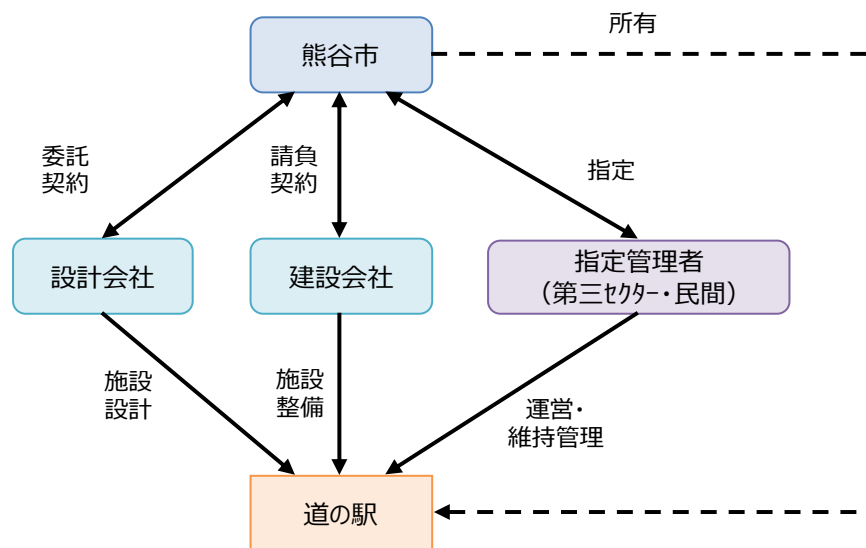 所有
熊谷市
委託
契約
請負
契約
指定
設計会社
建設会社
指定管理者
（第三ｾｸﾀｰ・民間）
施設
設計
施設
整備
運営・
維持管理
道の駅